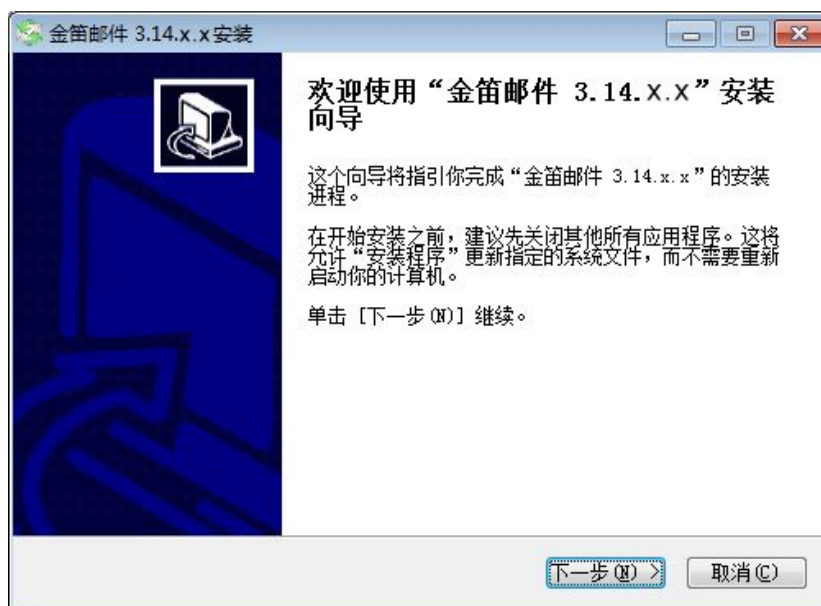 金笛邮件 3.14.x.x安装
欢迎使用“金笛邮件 3.14.X.X”安装
向导
这个向导将指引你完成“金笛邮件 3.14.x.x”的安装
进程。
在开始安装之前,建议先关闭其他所有应用程序。这将
允许“安装程序”更新指定的系统文件,而不需要重新
启动你的计算机。
单击 [下一步(N)] 继续。
下一步(N) >
取消(C)